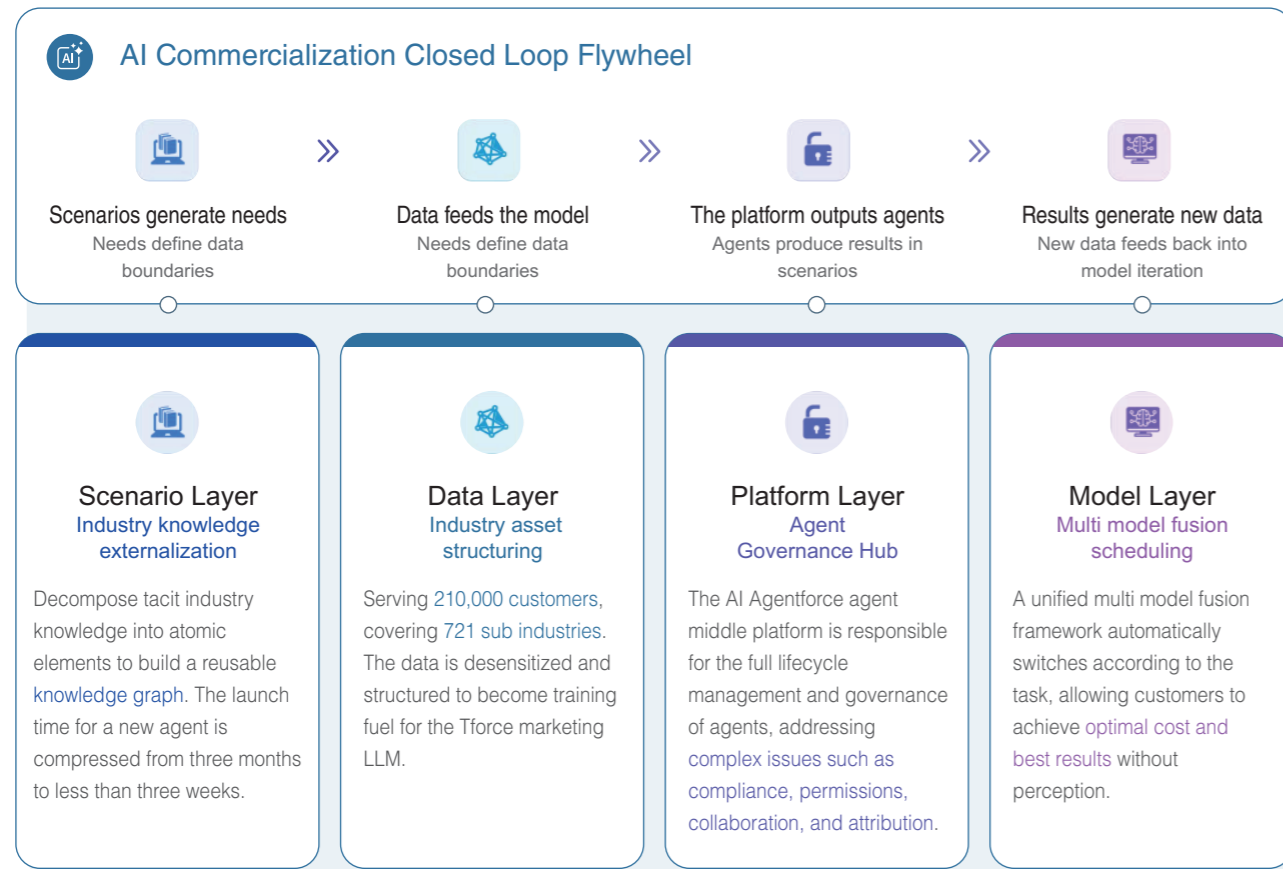 AI
AI Commercialization Closed Loop Flywheel
Scenarios generate needs
Needs define data
boundaries
Data feeds the model
Needs define data
boundaries
The platform outputs agents
Agents produce results in
scenarios
Results generate new data
New data feeds back into
model iteration
Scenario Layer
Industry knowledge
externalization
Decompose tacit industry
knowledge into atomic
elements to build a reusable
knowledge graph. The launch
time for a new agent is
compressed from three months
to less than three weeks.
Data Layer
Industry asset
structuring
Serving 210,000 customers,
covering 721 sub industries.
The data is desensitized and
structured to become training
fuel for the Tforce marketing
LLM.
Platform Layer
Agent
Governance Hub
The AI Agentforce agent
middle platform is responsible
for the full lifecycle
management and governance
of agents, addressing
complex issues such as
compliance, permissions,
collaboration, and attribution.
Model Layer
Multi model fusion
scheduling
A unified multi model fusion
framework automatically
switches according to the
task, allowing customers to
achieve optimal cost and
best results without
perception.